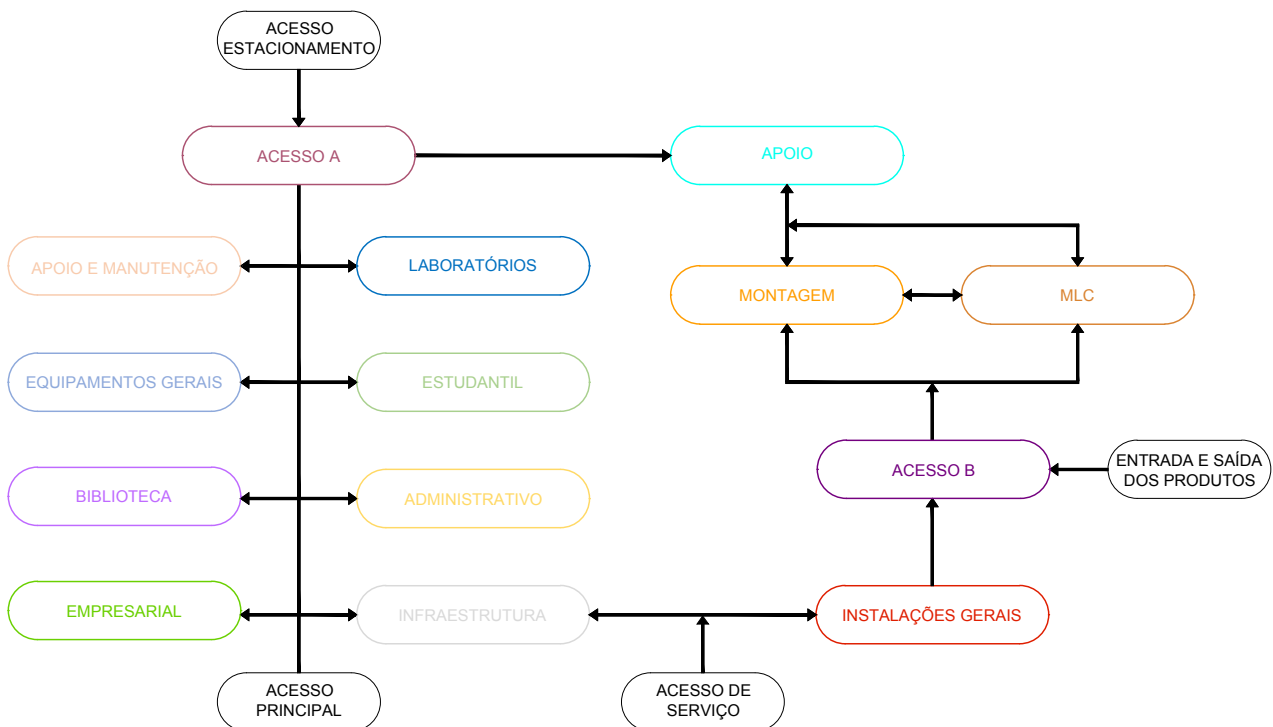 ACESSO
ESTACIONAMENTO
ACESSO A
APOIO
APOIO E MANUTENÇÃO
LABORATÓRIOS
MONTAGEM
MLC
EQUIPAMENTOS GERAIS
ESTUDANTIL
BIBLIOTECA
ADMINISTRATIVO
ACESSO B
ENTRADA E SAÍDA
DOS PRODUTOS
EMPRESARIAL
INFRAESTRUTURA
INSTALAÇÕES GERAIS
ACESSO
PRINCIPAL
ACESSO DE
SERVIÇO